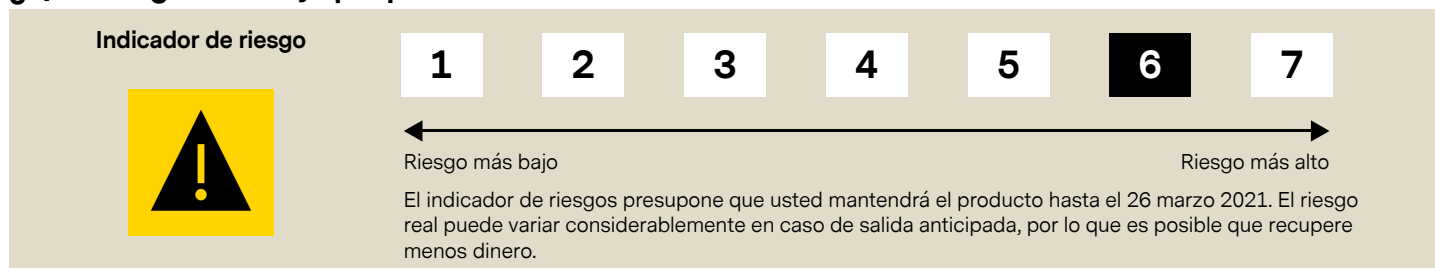 Indicador de riesgo
1 2 3 4 5 6 7
Riesgo más bajo Riesgo más alto
El indicador de riesgos presupone que usted mantendrá el producto hasta el 26 marzo 2021. El riesgo
real puede variar considerablemente en caso de salida anticipada, por lo que es posible que recupere
menos dinero.